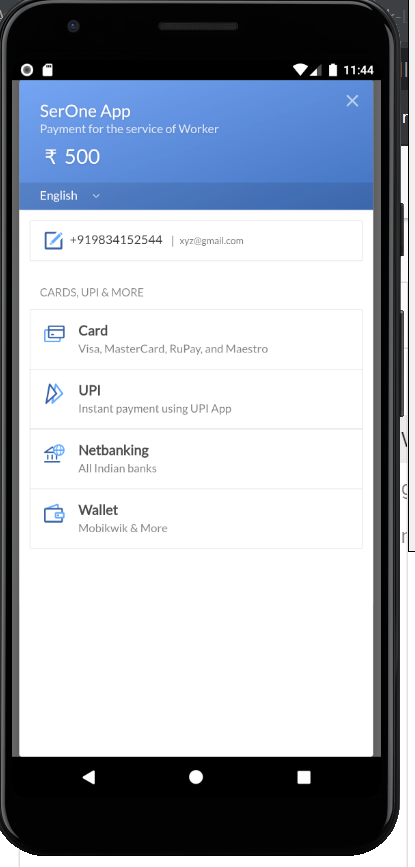 11:44
SerOne App
Payment for the service of Worker
₹ 500
English
+919834152544 | xyz@gmail.com
CARDS, UPI & MORE
Card
Visa, MasterCard, RuPay, and Maestro
UPI
Instant payment using UPI App
Netbanking
All Indian banks
Wallet
Mobikwik & More